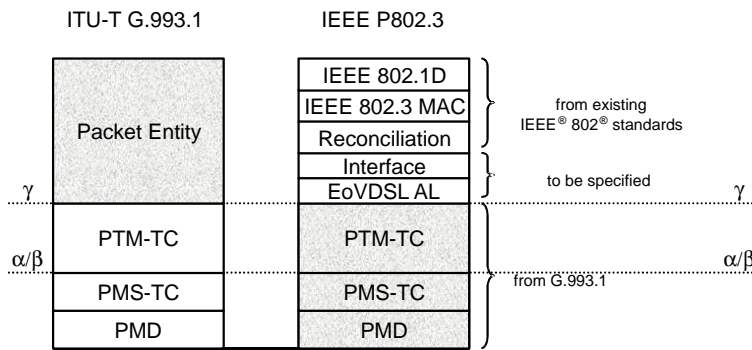 ITU-T G.993.1
IEEE P802.3
Packet Entity
IEEE 802.1D
IEEE 802.3 MAC
Reconciliation
Interface
EoVDSL AL
from existing
IEEE® 802® standards
to be specified
γ
γ
PTM-TC
PTM-TC
α/β
α/β
from G.993.1
PMS-TC
PMS-TC
PMD
PMD